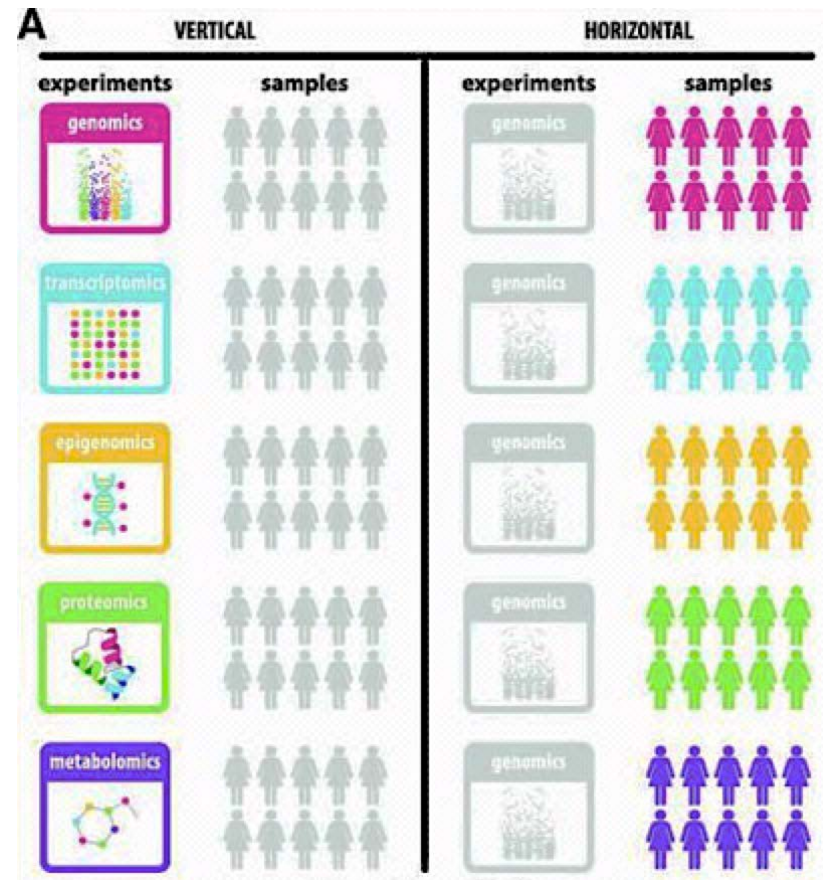 A
VERTICAL HORIZONTAL
experiments samples experiments samples
genomics genomics
transcriptomics genomics
epigenomics genomics
proteomics genomics
metabolomics genomics